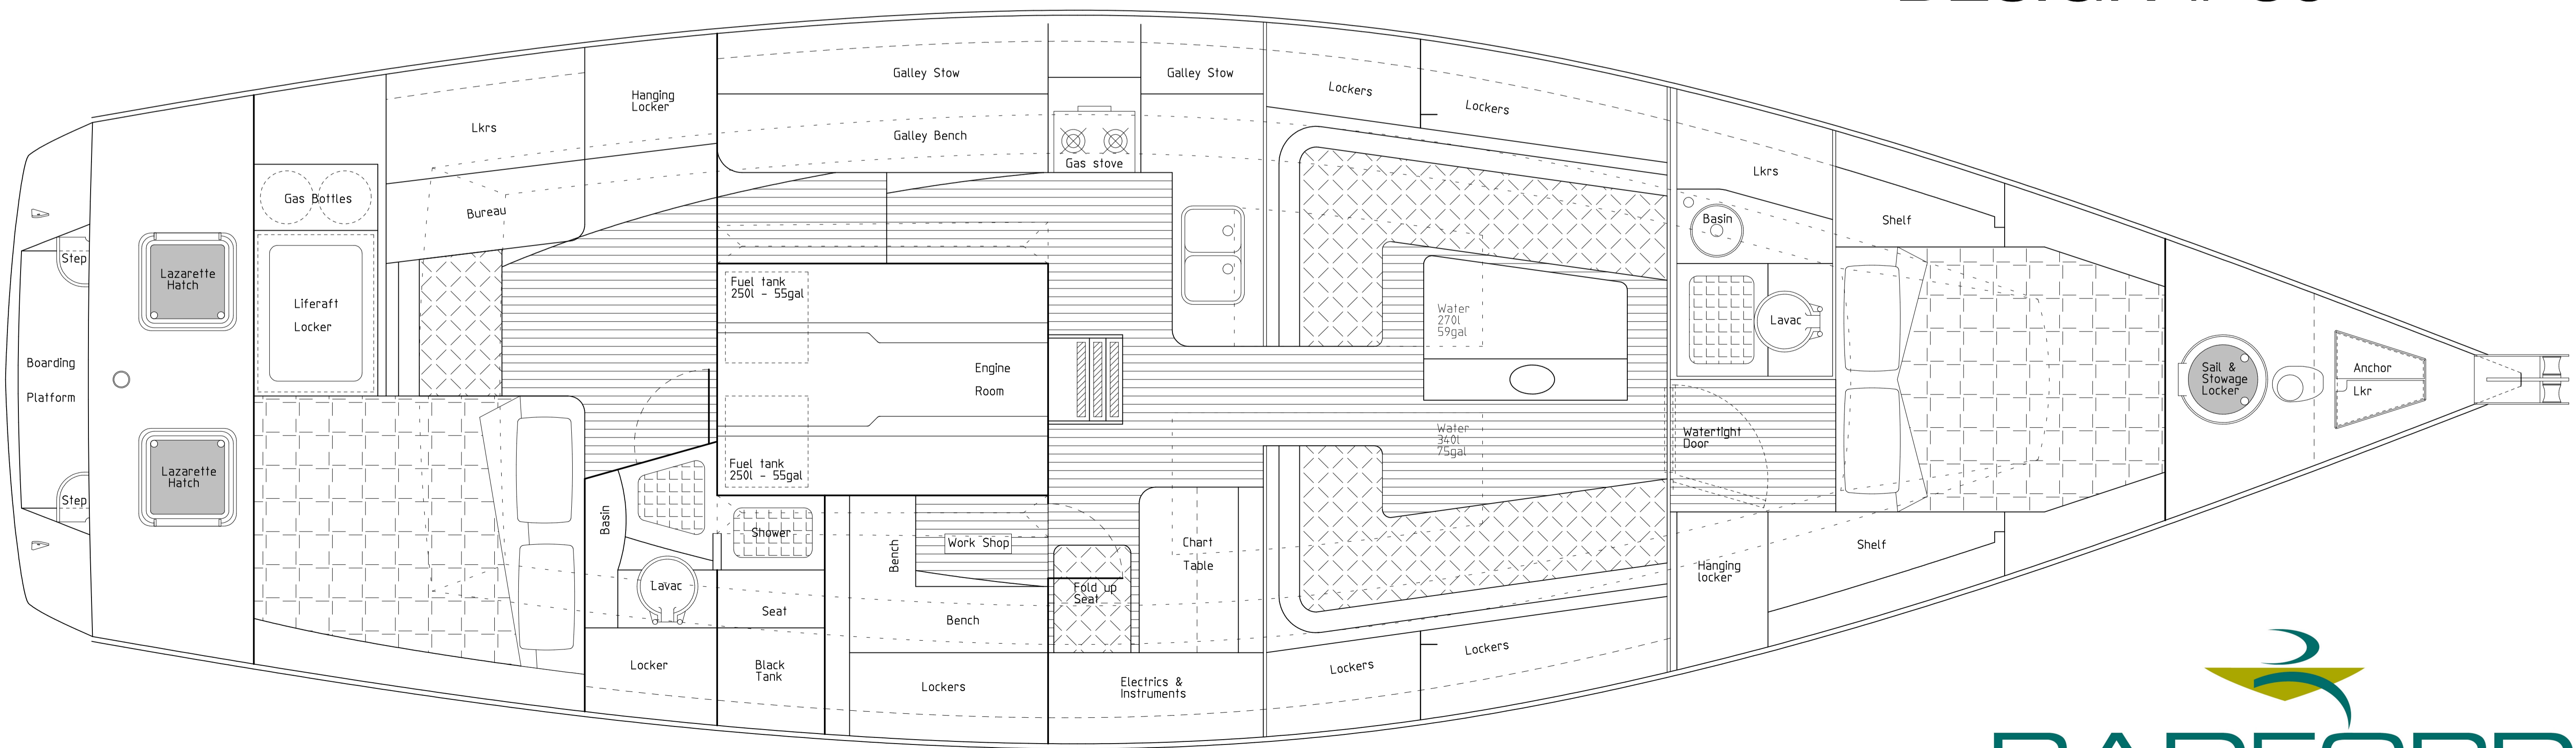 Galley Stow
Galley Stow
Hanging
Locker
Lockers
Lockers
Lkrs
Galley Bench
Gas stove
Lkrs
Gas Bottles
Bureau
Basin
Shelf
Step
Lazarette
Hatch
Liferaft
Locker
Fuel tank
250l - 55gal
Water
270l
59gal
Lavac
Boarding
Platform
Engine
Room
Sail &
Stowage
Locker
Anchor
Lkr
Water
340l
75gal
Watertight
Door
Fuel tank
250l - 55gal
Lazarette
Hatch
Step
Basin
Shower
Bench
Work Shop
Chart
Table
Shelf
Hanging
locker
Lavac
Fold up
Seat
Seat
Bench
Locker
Black
Tank
Lockers
Electrics &
Instruments
Lockers
Lockers